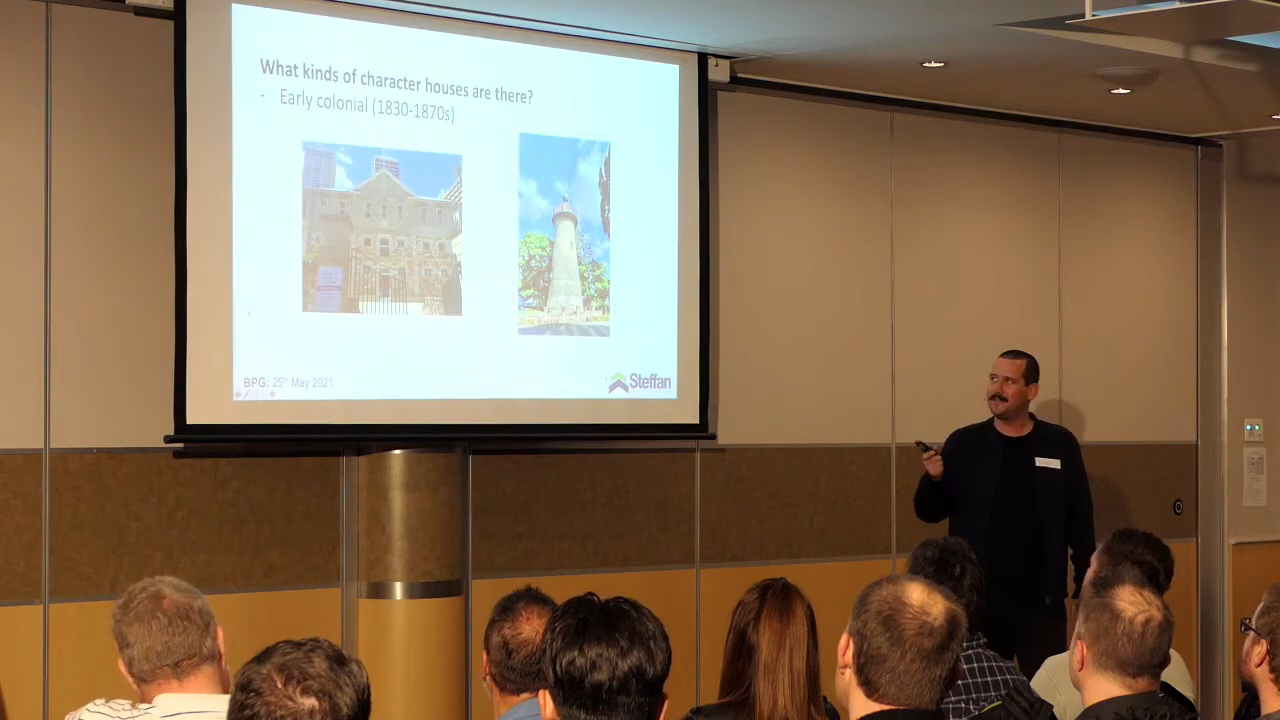 What kinds of character houses are there?
- Early colonial (1830-1870s)
BPG: 25th May 2021
Steffan